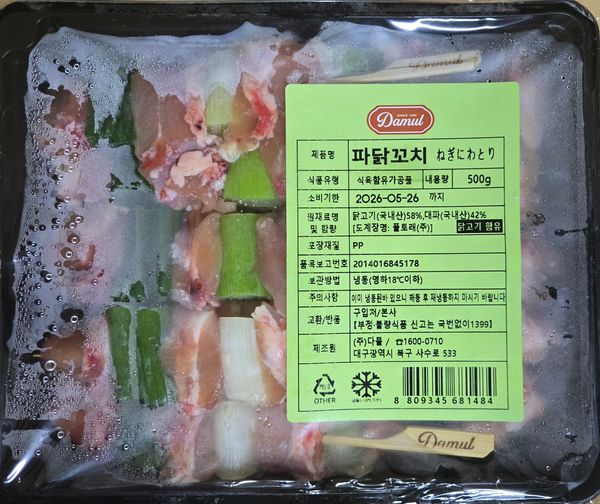 Damul
SINCE 1990
Damul
제품명 파닭꼬치 ねぎにわとり
식품유형 식육함유가공품 내용량 500g
소비기한 2026-05-26 까지
원재료명 및 함량 닭고기(국내산)58%,대파(국내산)42%
[도계장명: 풀토래(주)] 닭고기 함유
포장재질 PP
품목보고번호 2014016845178
보관방법 냉동(영하18℃이하)
주의사항 이미 냉동된바 있으니 해동 후 재냉동하지 마시기 바랍니다
교환/반품 구입처/본사
【부정·불량식품 신고는 국번없이1399】
제조원 (주)다물 / ☎1600-0710
대구광역시 북구 사수로 533
OTHER
8 809345 681484
Damul